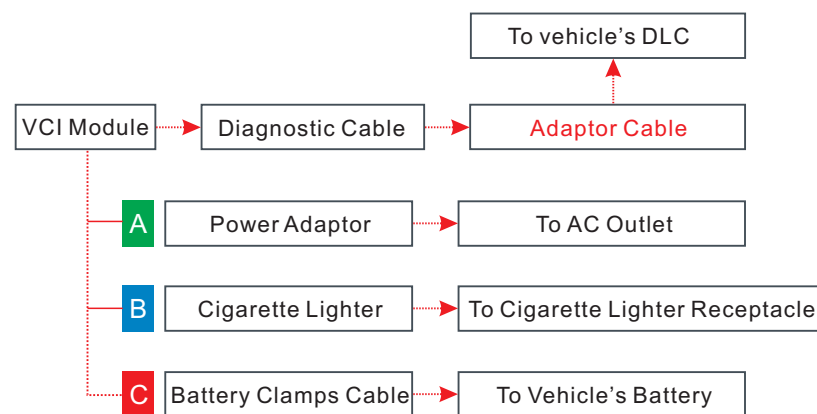 To vehicle's DLC
VCI Module
Diagnostic Cable
Adaptor Cable
A
Power Adaptor
To AC Outlet
B
Cigarette Lighter
To Cigarette Lighter Receptacle
C
Battery Clamps Cable
To Vehicle's Battery